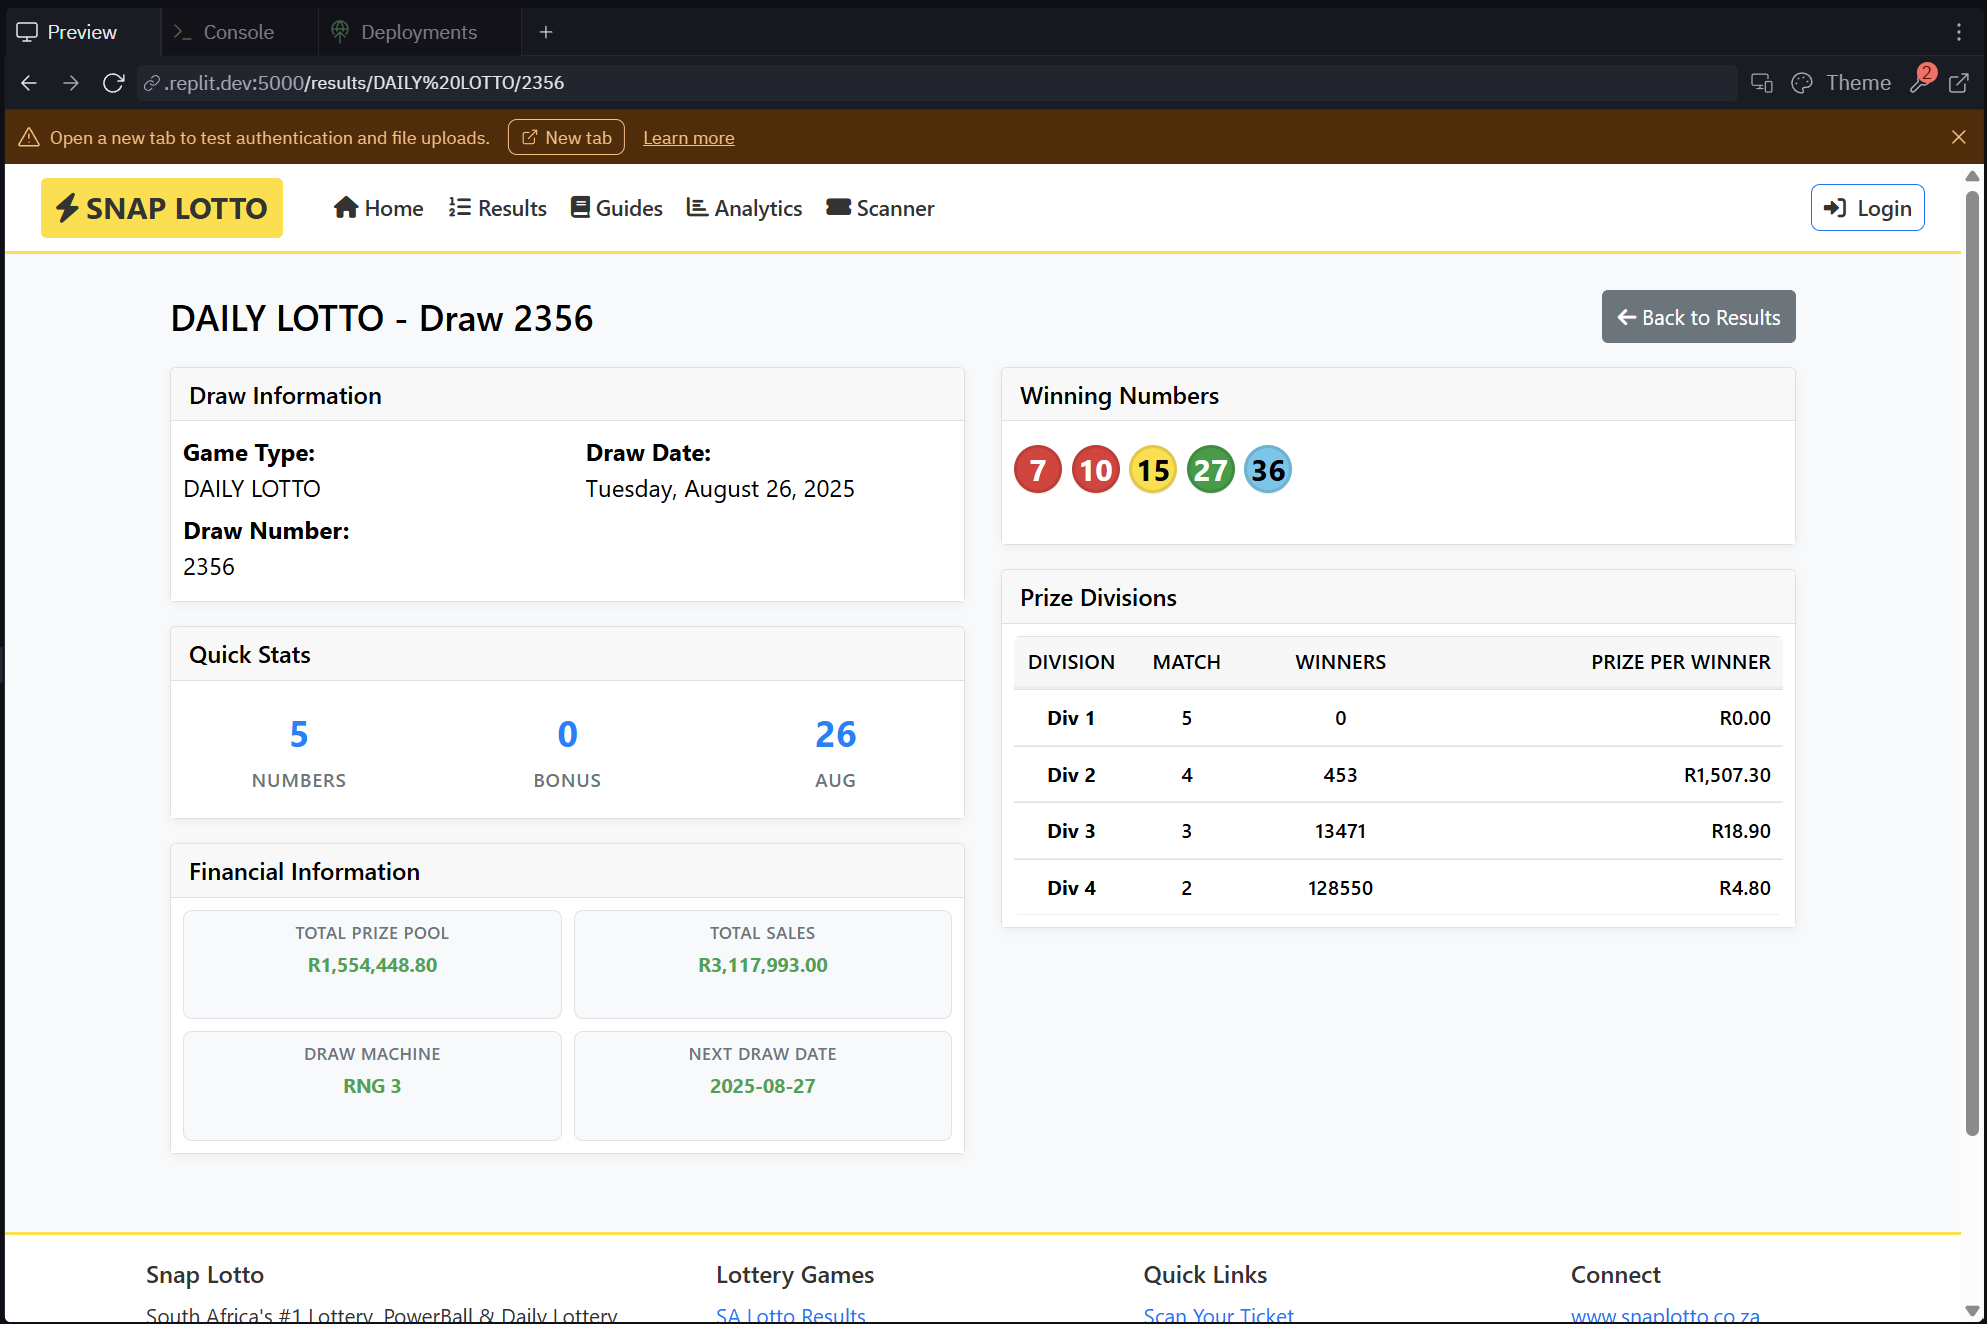 Preview
Console
Deployments
.replit.dev:5000/results/DAILY%20LOTTO/2356
Theme
2
Open a new tab to test authentication and file uploads.
New tab
Learn more
SNAP LOTTO
Home
Results
Guides
Analytics
Scanner
Login
DAILY LOTTO - Draw 2356
Back to Results
Draw Information
Game Type:
DAILY LOTTO
Draw Date:
Tuesday, August 26, 2025
Draw Number:
2356
Quick Stats
5
NUMBERS
0
BONUS
26
AUG
Financial Information
TOTAL PRIZE POOL
R1,554,448.80
TOTAL SALES
R3,117,993.00
DRAW MACHINE
RNG 3
NEXT DRAW DATE
2025-08-27
Winning Numbers
7 10 15 27 36
Prize Divisions
DIVISION MATCH WINNERS PRIZE PER WINNER
Div 1 5 0 R0.00
Div 2 4 453 R1,507.30
Div 3 3 13471 R18.90
Div 4 2 128550 R4.80
Snap Lotto
South Africa's #1 Lottery, PowerBall & Daily Lottery
Lottery Games
SA Lotto Results
Quick Links
Scan Your Ticket
Connect
www.snaplotto.co.za